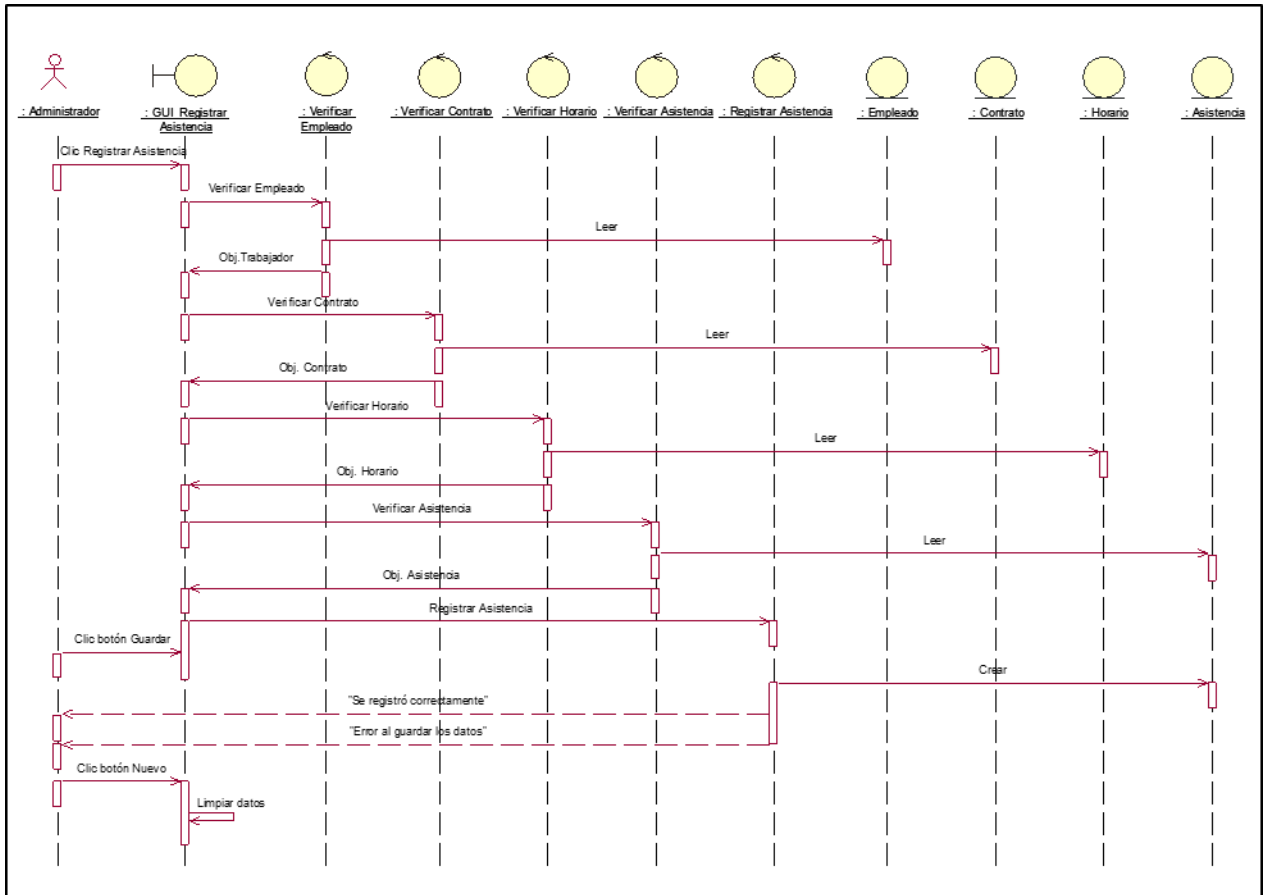 : Administrador
: GUI_Registrar
Asistencia
: Verificar
Empleado
: Verificar Contrato
: Verificar Horario
: Verificar Asistencia
: Registrar Asistencia
: Empleado
: Contrato
: Horario
: Asistencia
Clic Registrar Asistencia
Verificar Empleado
Leer
Obj.Trabajador
Verificar Contrato
Leer
Obj. Contrato
Verificar Horario
Leer
Obj. Horario
Verificar Asistencia
Leer
Obj. Asistencia
Registrar Asistencia
Clic botón Guardar
Crear
"Se registró correctamente"
"Error al guardar los datos"
Clic botón Nuevo
Limpiar datos